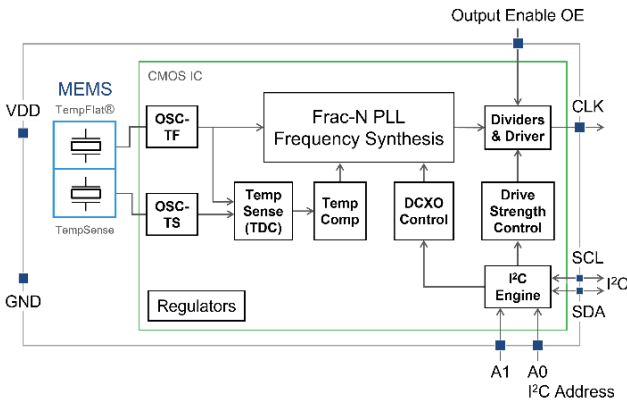 Output Enable OE
CMOS IC
MEMS
TempFlat®
VDD
OSC-
TF
Frac-N PLL
Frequency Synthesis
Dividers
& Driver
CLK
TempSense
OSC-
TS
Temp
Sense
(TDC)
Temp
Comp
DCXO
Control
Drive
Strength
Control
SCL
I²C
Engine
I²C
SDA
GND
Regulators
A1
A0
I²C Address